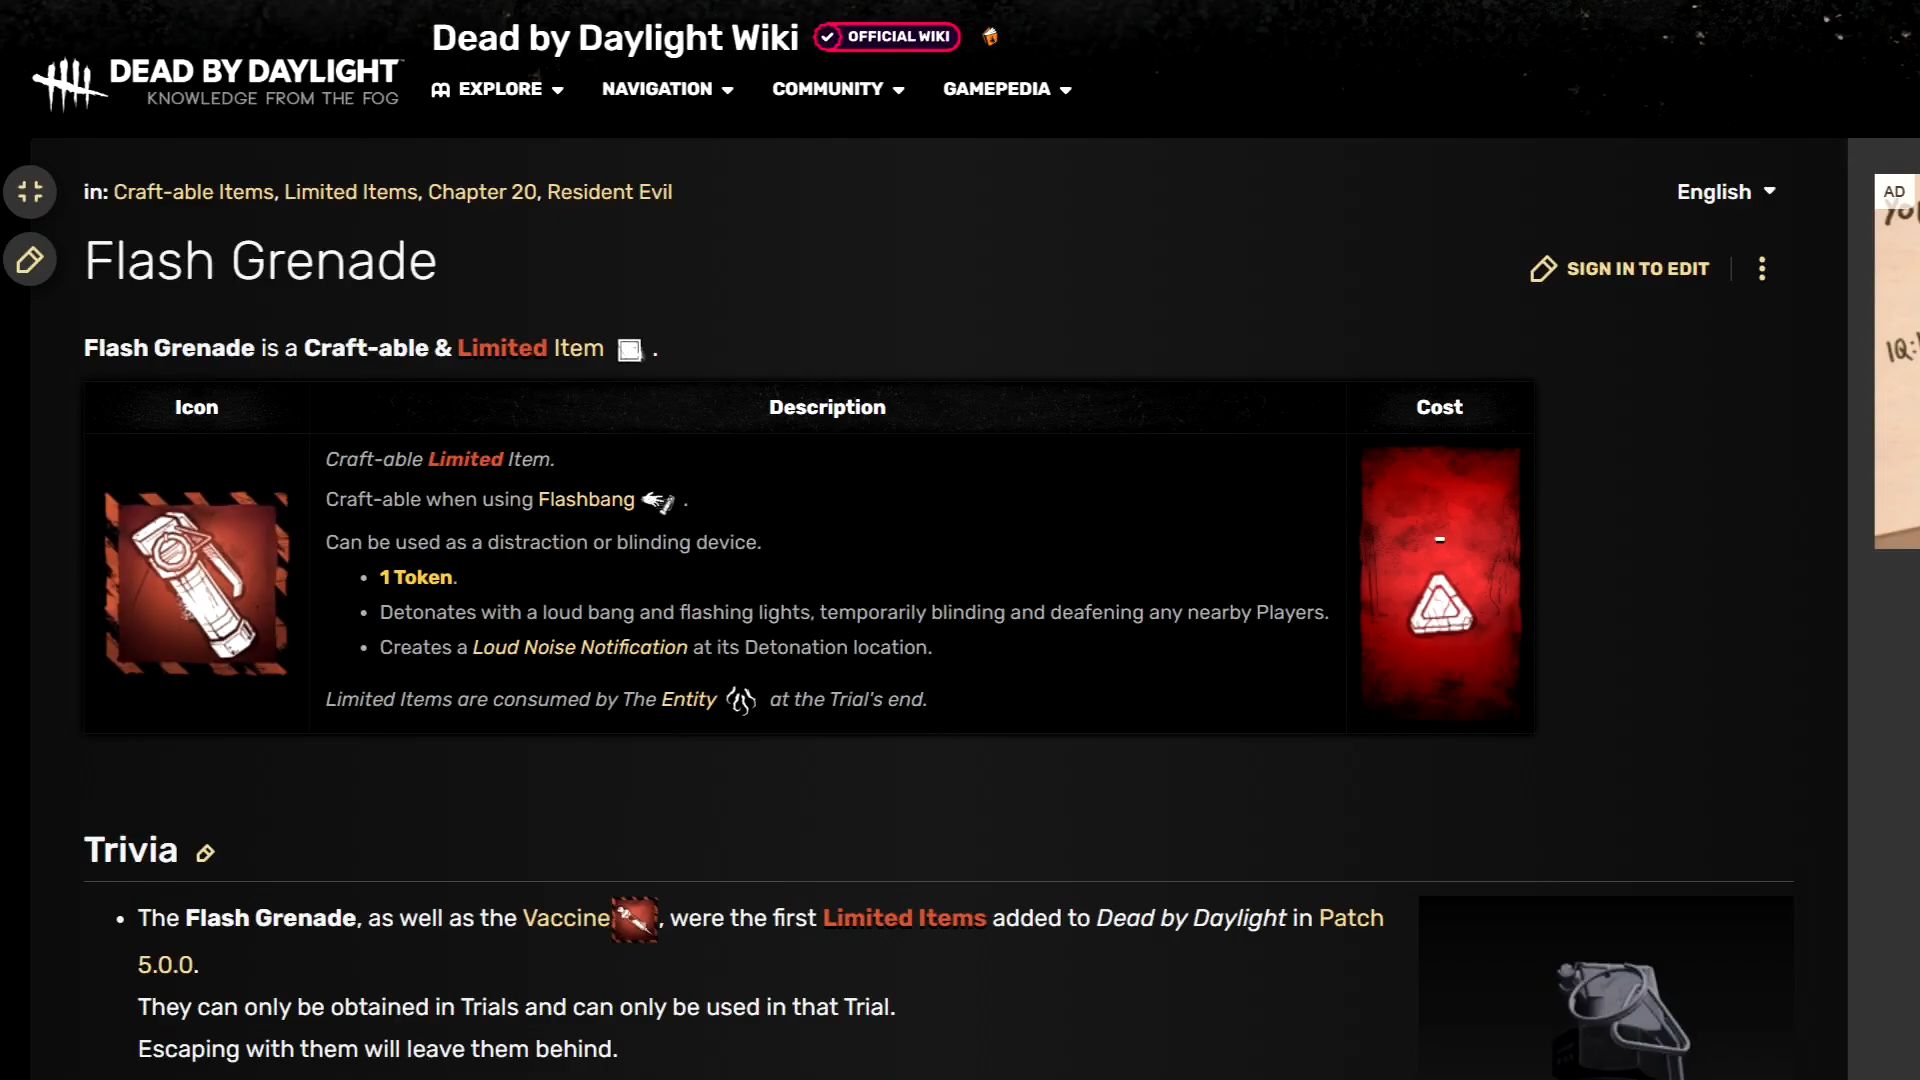 Dead by Daylight Wiki OFFICIAL WIKI
DEAD BY DAYLIGHT
KNOWLEDGE FROM THE FOG
EXPLORE NAVIGATION COMMUNITY GAMEPEDIA
in: Craft-able Items, Limited Items, Chapter 20, Resident Evil
English
AD
Flash Grenade
SIGN IN TO EDIT
IQ:
Flash Grenade is a Craft-able & Limited Item .
Icon Description Cost
Craft-able Limited Item.
Craft-able when using Flashbang .
Can be used as a distraction or blinding device.
• 1 Token.
• Detonates with a loud bang and flashing lights, temporarily blinding and deafening any nearby Players.
• Creates a Loud Noise Notification at its Detonation location.
Limited Items are consumed by The Entity at the Trial's end.
-
Trivia
• The Flash Grenade, as well as the Vaccine , were the first Limited Items added to Dead by Daylight in Patch
5.0.0.
They can only be obtained in Trials and can only be used in that Trial.
Escaping with them will leave them behind.